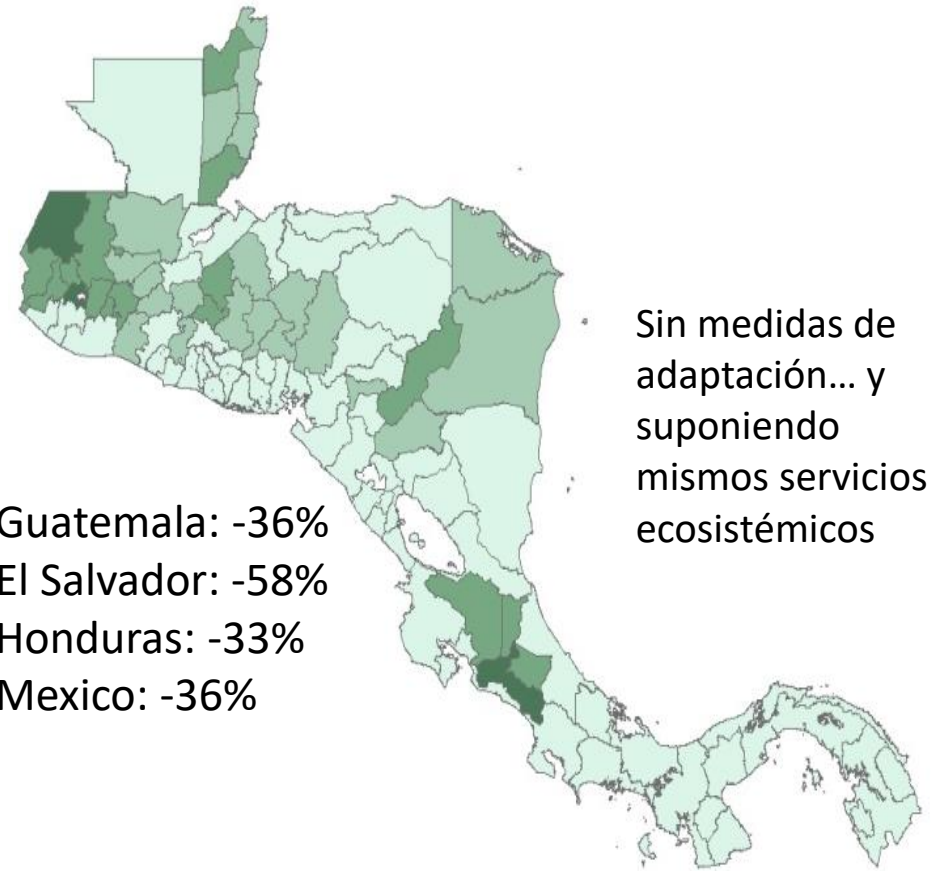 Sin medidas de
adaptación... y
suponiendo
mismos servicios
ecosistémicos
Guatemala: -36%
El Salvador: -58%
Honduras: -33%
Mexico: -36%